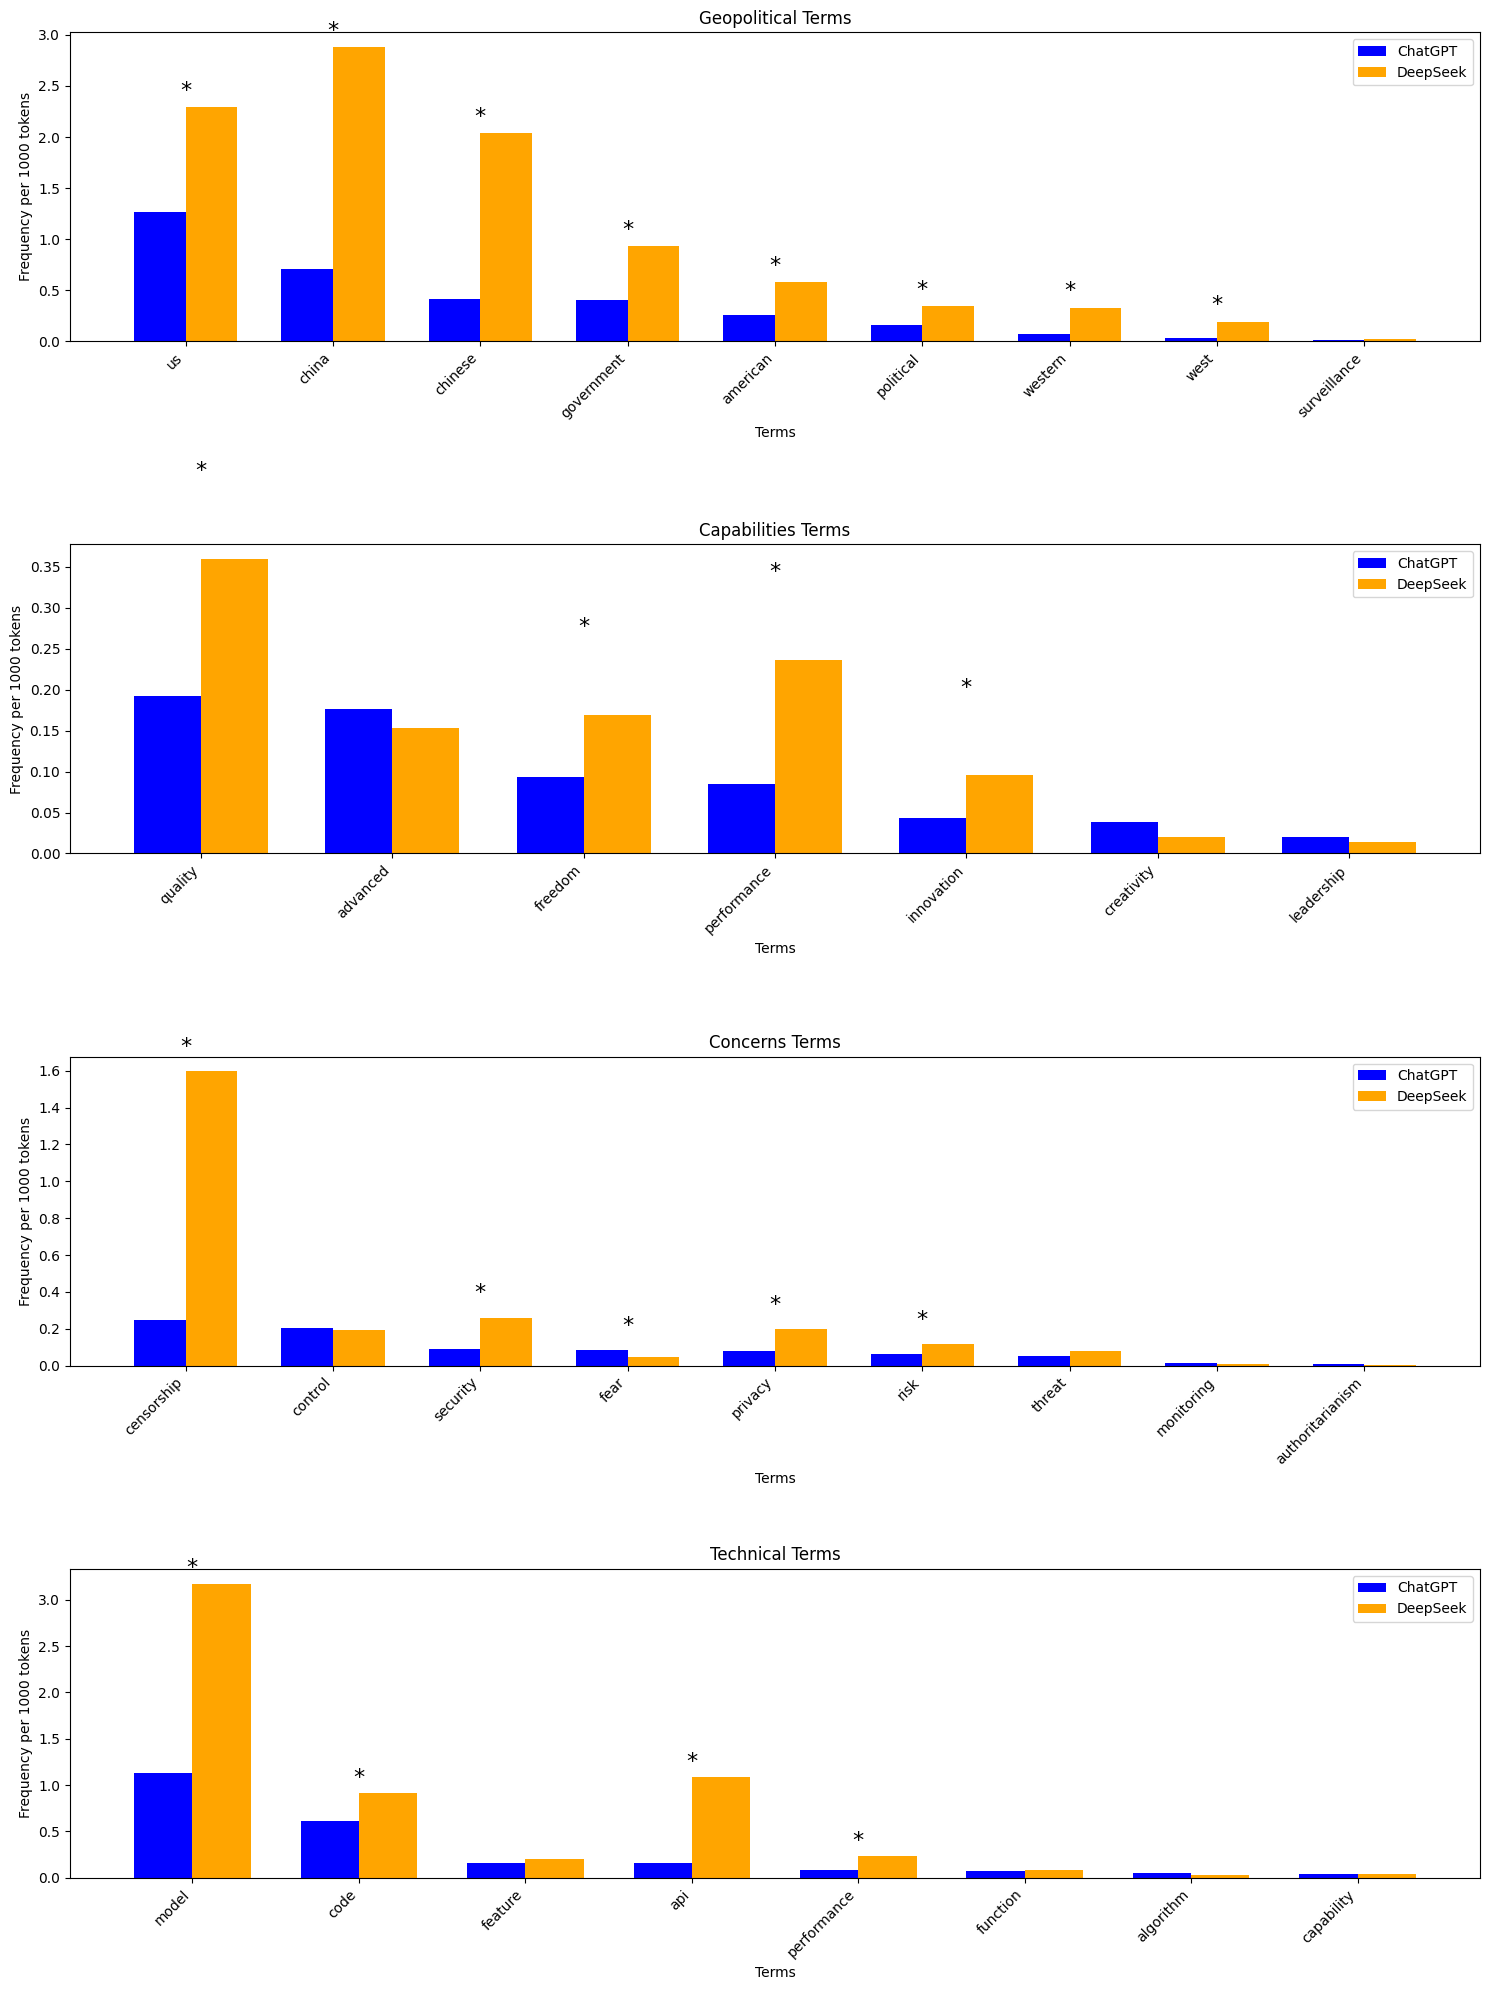 Geopolitical Terms
Frequency per 1000 tokens
3.0
2.5
2.0
1.5
1.0
0.5
0.0
* * * * * * * *
ChatGPT
DeepSeek
us china chinese government american political western west surveillance
Terms
Capabilities Terms
Frequency per 1000 tokens
0.35
0.30
0.25
0.20
0.15
0.10
0.05
0.00
* * * *
ChatGPT
DeepSeek
quality advanced freedom performance innovation creativity leadership
Terms
Concerns Terms
Frequency per 1000 tokens
1.6
1.4
1.2
1.0
0.8
0.6
0.4
0.2
0.0
* * * * *
ChatGPT
DeepSeek
censorship control security fear privacy risk threat monitoring authoritarianism
Terms
Technical Terms
Frequency per 1000 tokens
3.0
2.5
2.0
1.5
1.0
0.5
0.0
* * * *
ChatGPT
DeepSeek
model code feature api performance function algorithm capability
Terms